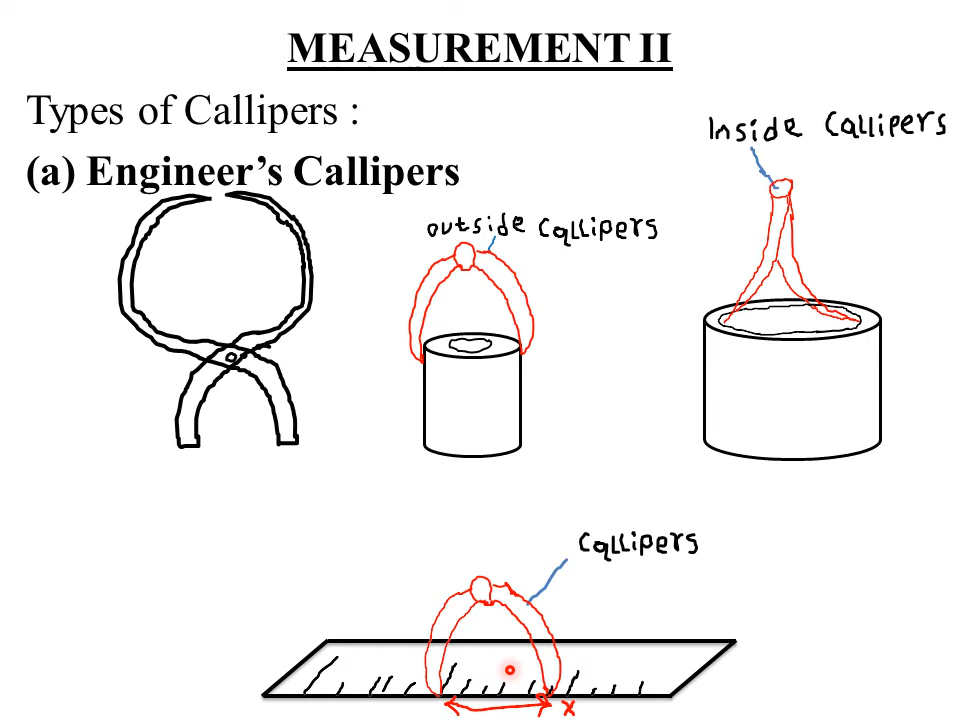 MEASUREMENT II
Types of Callipers :
(a) Engineer's Callipers
Inside Callipers
outside Callipers
Callipers
x